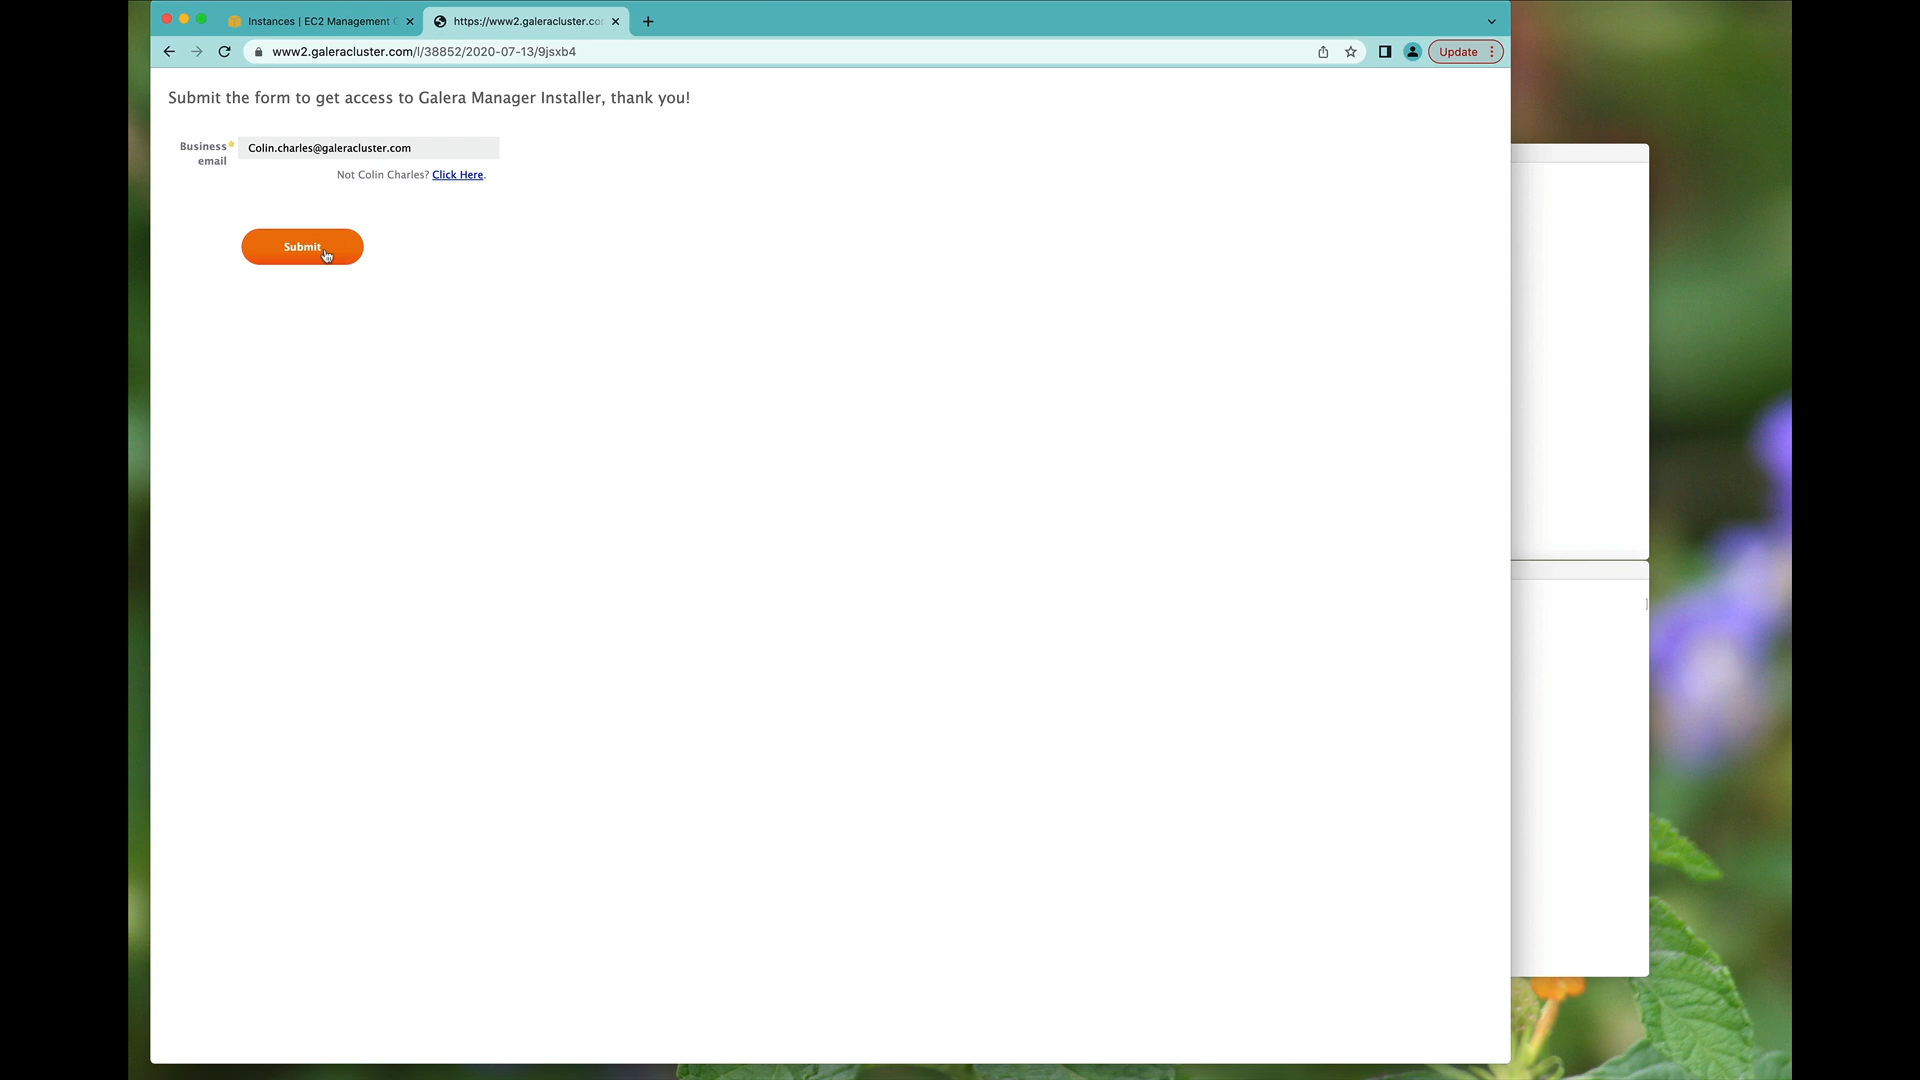 Instances | EC2 Management C
https://www2.galeracluster.co
www2.galeracluster.com/l/38852/2020-07-13/9jsxb4
Update
Submit the form to get access to Galera Manager Installer, thank you!
Business* Colin.charles@galeracluster.com
email
Not Colin Charles? Click Here.
Submit
]